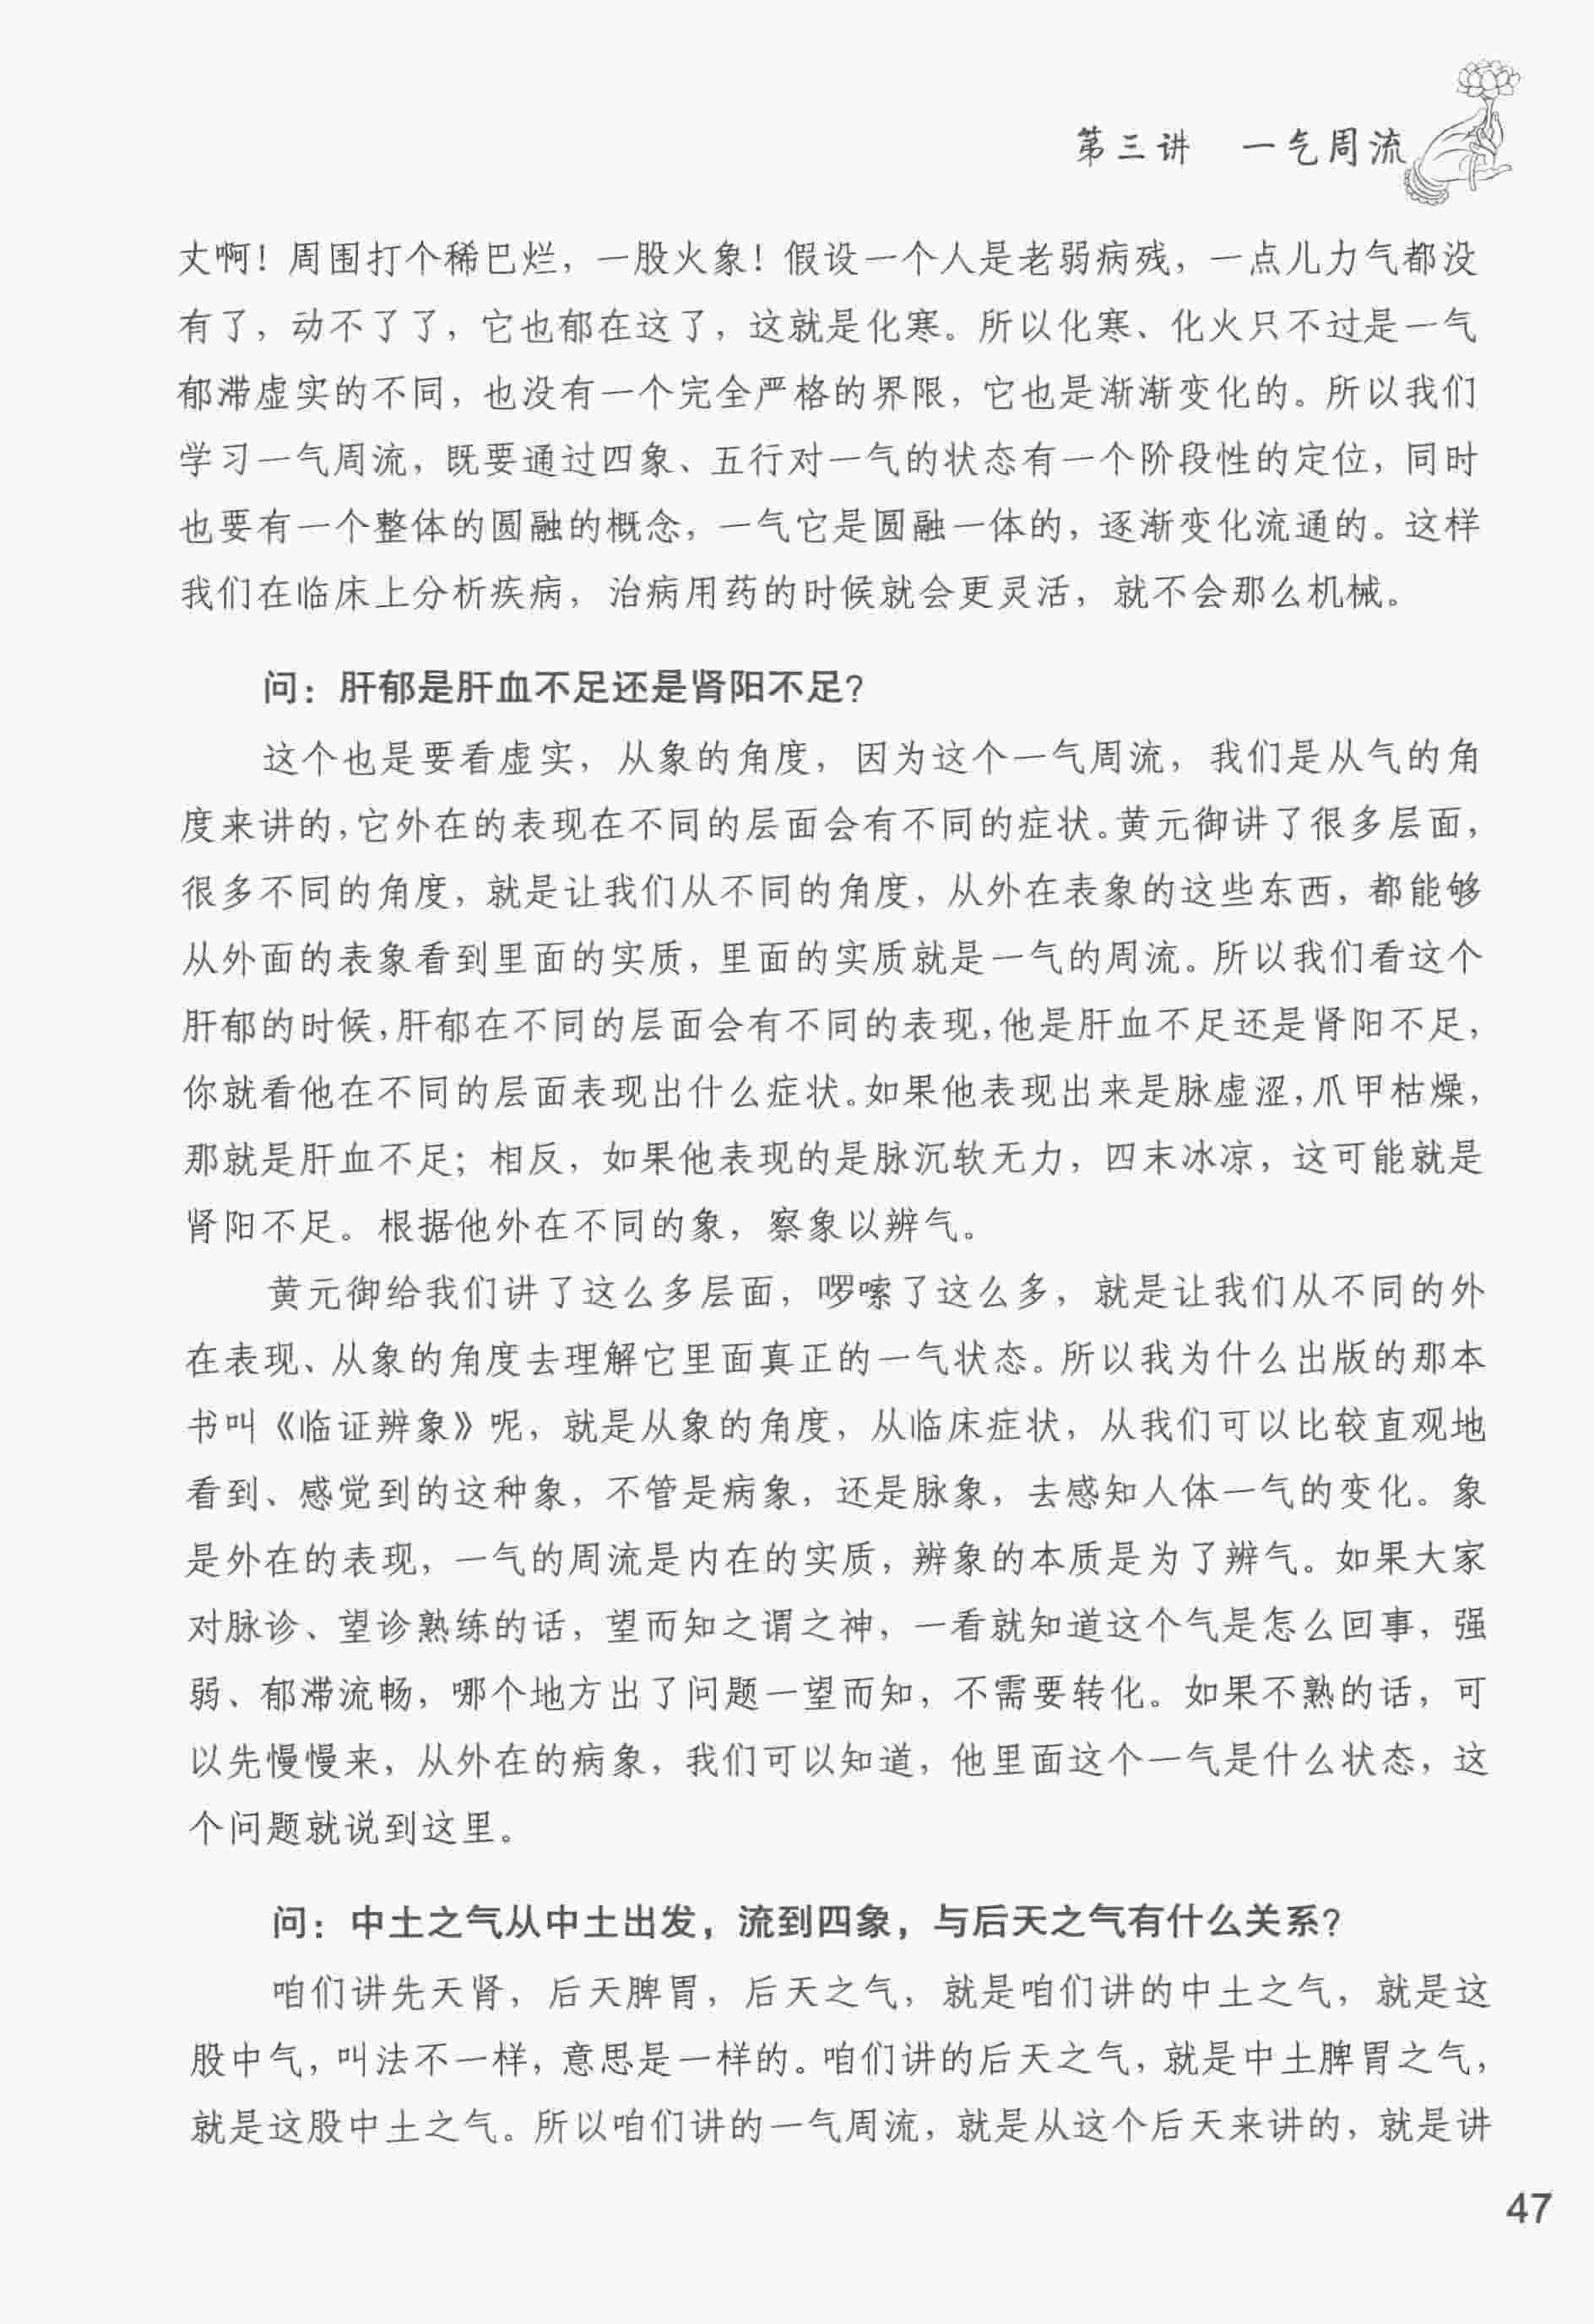 第三讲　一气周流
丈啊！周围打个稀巴烂，一股火象！假设一个人是老弱病残，一点儿力气都没
有了，动不了了，它也郁在这了，这就是化寒。所以化寒、化火只不过是一气
郁滞虚实的不同，也没有一个完全严格的界限，它也是渐渐变化的。所以我们
学习一气周流，既要通过四象、五行对一气的状态有一个阶段性的定位，同时
也要有一个整体的圆融的概念，一气它是圆融一体的，逐渐变化流通的。这样
我们在临床上分析疾病，治病用药的时候就会更灵活，就不会那么机械。
问：肝郁是肝血不足还是肾阳不足？
这个也是要看虚实，从象的角度，因为这个一气周流，我们是从气的角
度来讲的，它外在的表现在不同的层面会有不同的症状。黄元御讲了很多层面，
很多不同的角度，就是让我们从不同的角度，从外在表象的这些东西，都能够
从外面的表象看到里面的实质，里面的实质就是一气的周流。所以我们看这个
肝郁的时候，肝郁在不同的层面会有不同的表现，他是肝血不足还是肾阳不足，
你就看他在不同的层面表现出什么症状。如果他表现出来是脉虚涩，爪甲枯燥，
那就是肝血不足；相反，如果他表现的是脉沉软无力，四末冰凉，这可能就是
肾阳不足。根据他外在不同的象，察象以辨气。
黄元御给我们讲了这么多层面，啰嗦了这么多，就是让我们从不同的外
在表现、从象的角度去理解它里面真正的一气状态。所以我为什么出版的那本
书叫《临证辨象》呢，就是从象的角度，从临床症状，从我们可以比较直观地
看到、感觉到的这种象，不管是病象，还是脉象，去感知人体一气的变化。象
是外在的表现，一气的周流是内在的实质，辨象的本质是为了辨气。如果大家
对脉诊、望诊熟练的话，望而知之谓之神，一看就知道这个气是怎么回事，强
弱、郁滞流畅，哪个地方出了问题一望而知，不需要转化。如果不熟的话，可
以先慢慢来，从外在的病象，我们可以知道，他里面这个一气是什么状态，这
个问题就说到这里。
问：中土之气从中土出发，流到四象，与后天之气有什么关系？
咱们讲先天肾，后天脾胃，后天之气，就是咱们讲的中土之气，就是这
股中气，叫法不一样，意思是一样的。咱们讲的后天之气，就是中土脾胃之气，
就是这股中土之气。所以咱们讲的一气周流，就是从这个后天来讲的，就是讲
47